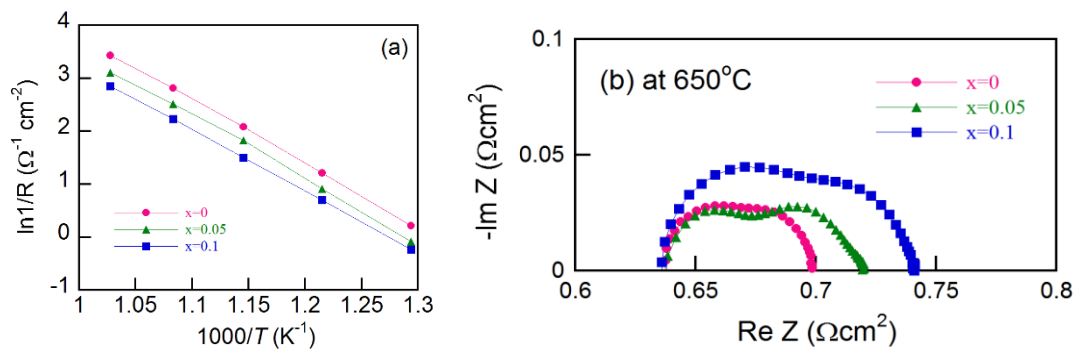 4
3
2
1
0
-1
ln1/R (Ω⁻¹ cm⁻²)
(a)
x=0
x=0.05
x=0.1
1 1.05 1.1 1.15 1.2 1.25 1.3
1000/T (K⁻¹)
0.1
0.05
0
-Im Z (Ωcm²)
(b) at 650°C
x=0
x=0.05
x=0.1
0.6 0.65 0.7 0.75 0.8
Re Z (Ωcm²)